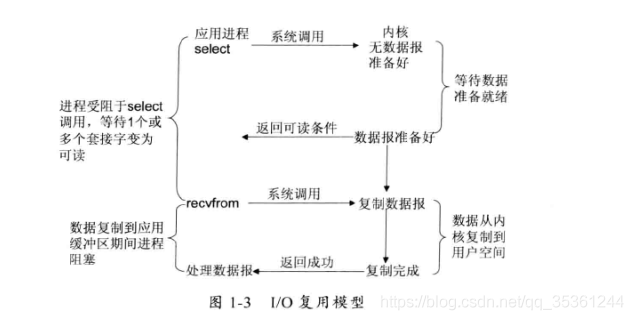 应用进程
select
系统调用
内核
无数据报
准备好
等待数据
准备就绪
进程受阻于select
调用，等待1个或
多个套接字变为
可读
返回可读条件
数据报准备好
recvfrom
系统调用
复制数据报
数据复制到应用
缓冲区期间进程
阻塞
数据从内
核复制到
用户空间
处理数据报
返回成功
复制完成
图 1-3 I/O 复用模型
https://blog.csdn.net/qq_35361244